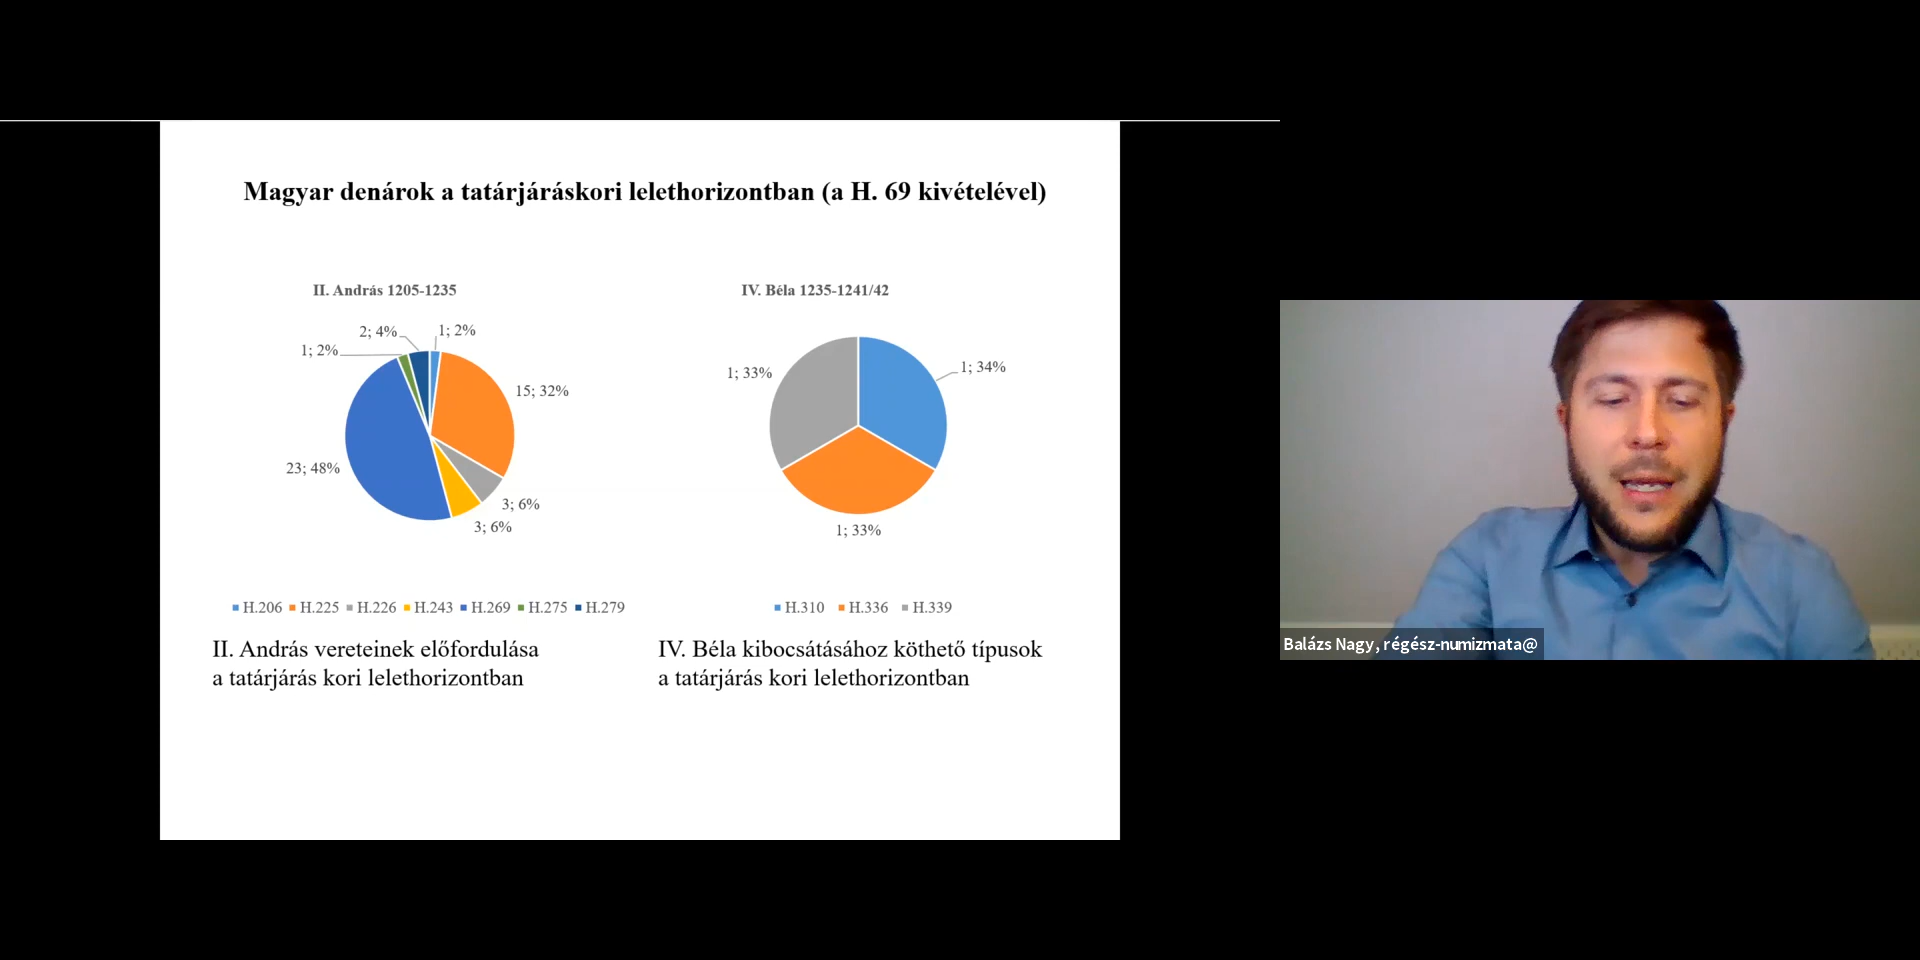 Magyar denárok a tatárjáráskori lelethorizontban (a H. 69 kivételével)
II. András 1205-1235
2; 4%
1; 2%
1; 2%
15; 32%
23; 48%
3; 6%
3; 6%
H.206 H.225 H.226 H.243 H.269 H.275 H.279
II. András vereteinek előfordulása
a tatárjárás kori lelethorizontban
IV. Béla 1235-1241/42
1; 34%
1; 33%
1; 33%
H.310 H.336 H.339
IV. Béla kibocsátásához köthető típusok
a tatárjárás kori lelethorizontban
Balázs Nagy, régész-numizmata@